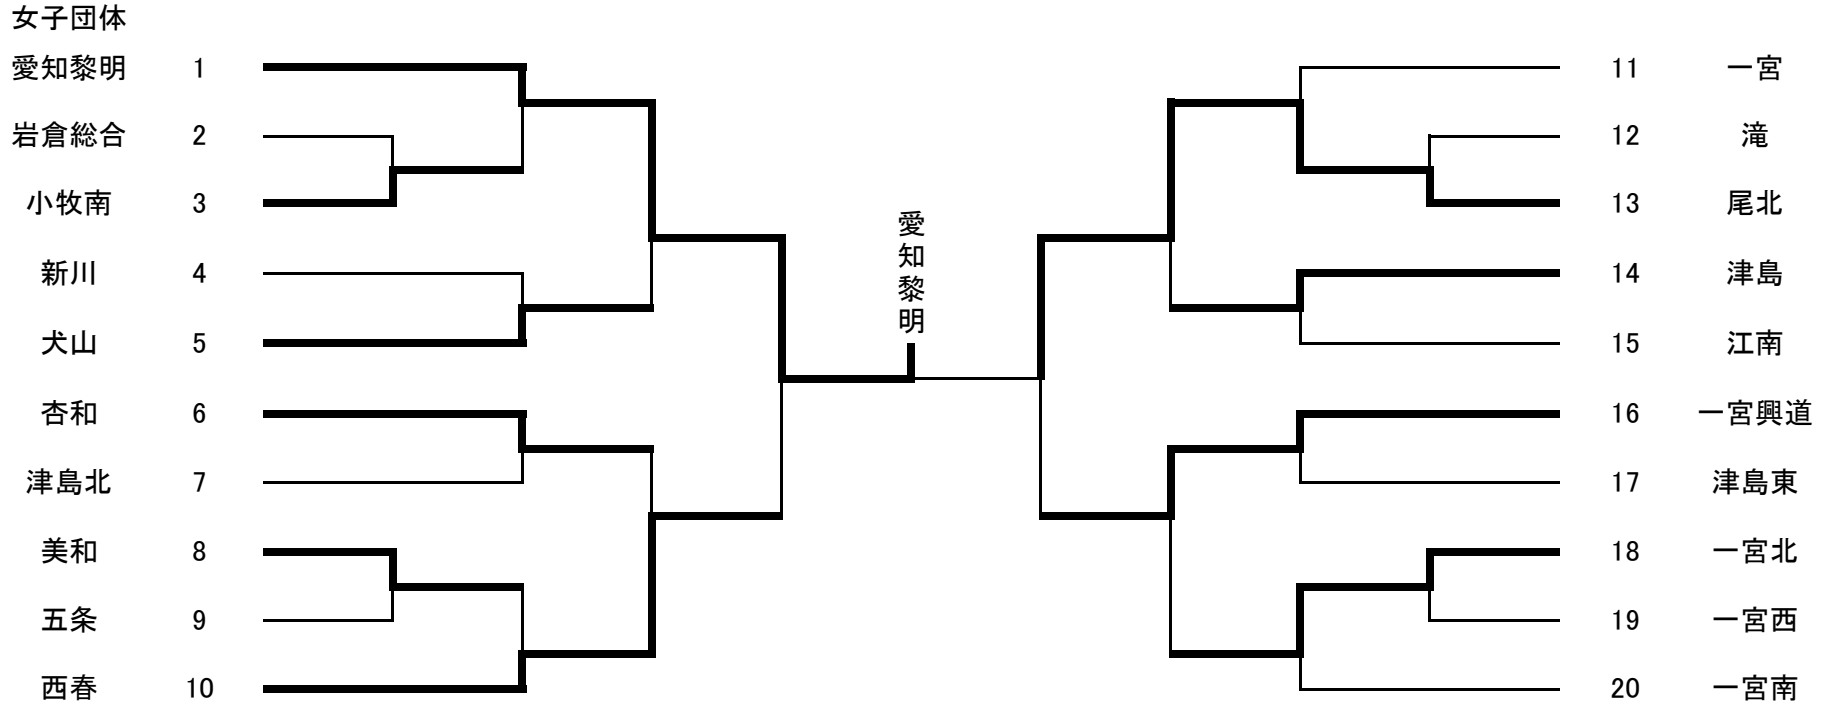 女子団体
愛知黎明 1
岩倉総合 2
小牧南 3
新川 4
犬山 5
杏和 6
津島北 7
美和 8
五条 9
西春 10
愛知黎明
11 一宮
12 滝
13 尾北
14 津島
15 江南
16 一宮興道
17 津島東
18 一宮北
19 一宮西
20 一宮南